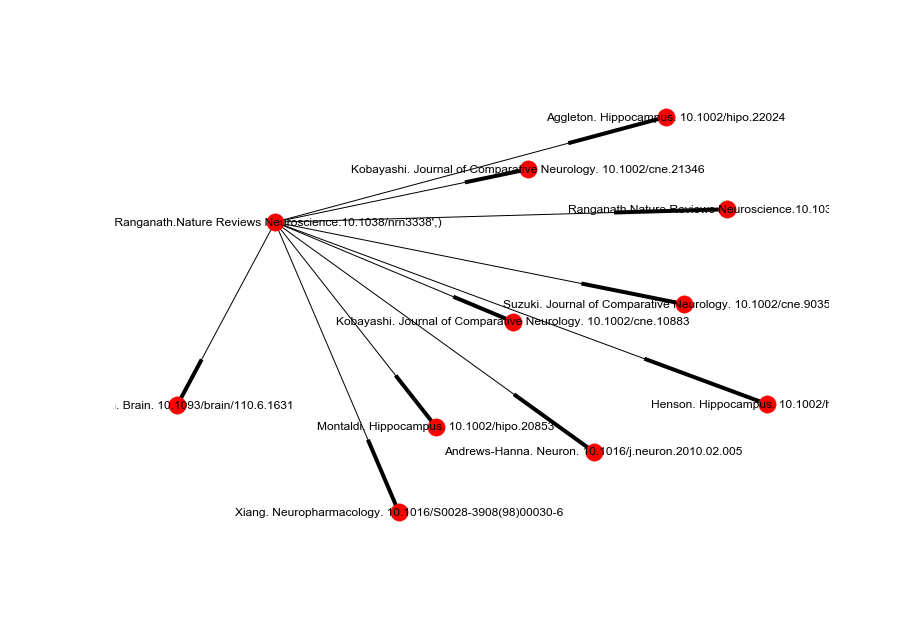 Aggleton. Hippocampus. 10.1002/hipo.22024
Kobayashi. Journal of Comparative Neurology. 10.1002/cne.21346
Ranganath.Nature Reviews Neuroscience.10.103
Ranganath.Nature Reviews Neuroscience.10.1038/nrn3338',)
Suzuki. Journal of Comparative Neurology. 10.1002/cne.9035
Kobayashi. Journal of Comparative Neurology. 10.1002/cne.10883
. Brain. 10.1093/brain/110.6.1631
Henson. Hippocampus. 10.1002/h
Montaldi. Hippocampus. 10.1002/hipo.20853
Andrews-Hanna. Neuron. 10.1016/j.neuron.2010.02.005
Xiang. Neuropharmacology. 10.1016/S0028-3908(98)00030-6